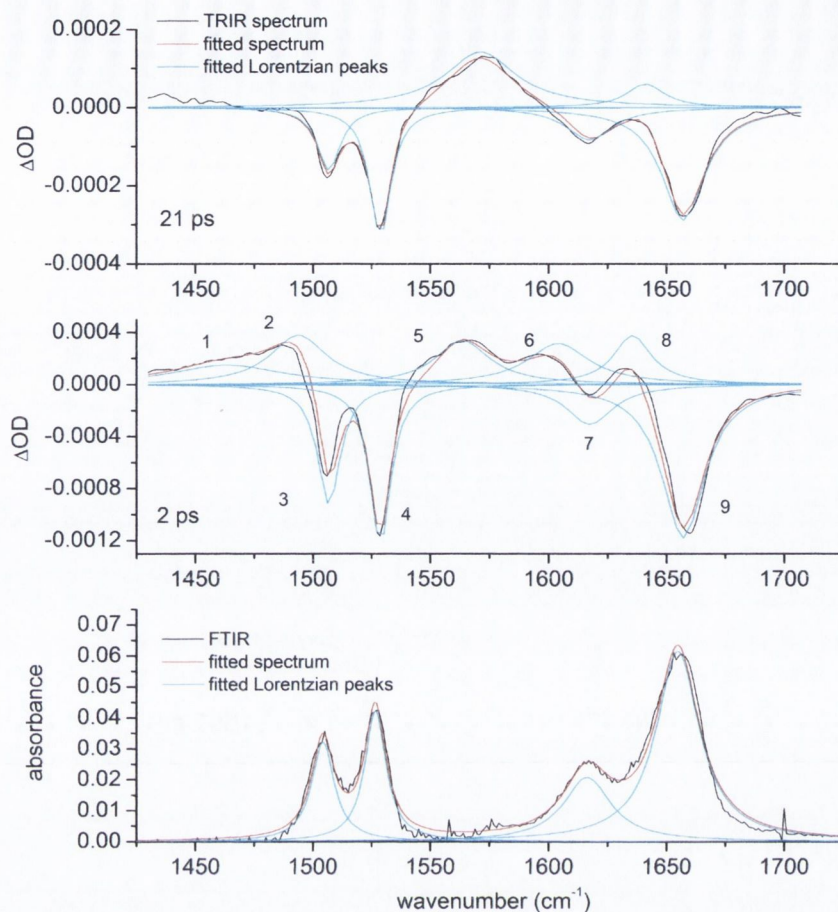 TRIR spectrum
fitted spectrum
fitted Lorentzian peaks
0.0002
0.0000
-0.0002
-0.0004
ΔOD
21 ps
1450 1500 1550 1600 1650 1700
0.0004
0.0000
-0.0004
-0.0008
-0.0012
ΔOD
1 2 5 6 8
3 4 7 9
2 ps
1450 1500 1550 1600 1650 1700
FTIR
fitted spectrum
fitted Lorentzian peaks
0.07
0.06
0.05
0.04
0.03
0.02
0.01
0.00
absorbance
1450 1500 1550 1600 1650 1700
wavenumber (cm⁻¹)